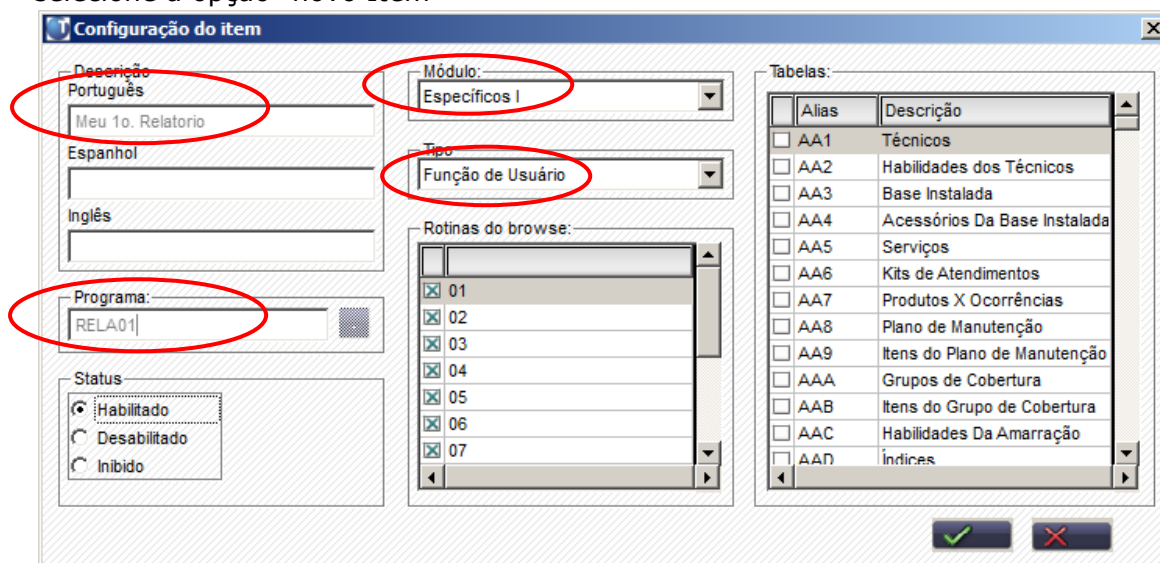 selecione a opção "novo item"
Configuração do item
Descrição
Português
Meu 1o. Relatorio
Espanhol
Inglês
Programa:
RELA01
Status
Habilitado
Desabilitado
Inibido
Módulo:
Específicos I
Tipo
Função de Usuário
Rotinas do browse:
01
02
03
04
05
06
07
Tabelas:
Alias Descrição
AA1 Técnicos
AA2 Habilidades dos Técnicos
AA3 Base Instalada
AA4 Acessórios Da Base Instalada
AA5 Serviços
AA6 Kits de Atendimentos
AA7 Produtos X Ocorrências
AA8 Plano de Manutenção
AA9 Itens do Plano de Manutenção
AAA Grupos de Cobertura
AAB Itens do Grupo de Cobertura
AAC Habilidades Da Amarração
AAD Índices